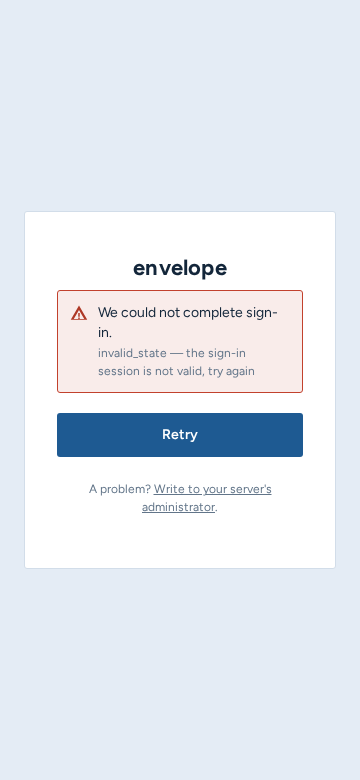 envelope
We could not complete sign-
in.
invalid_state — the sign-in
session is not valid, try again
Retry
A problem? Write to your server's
administrator.